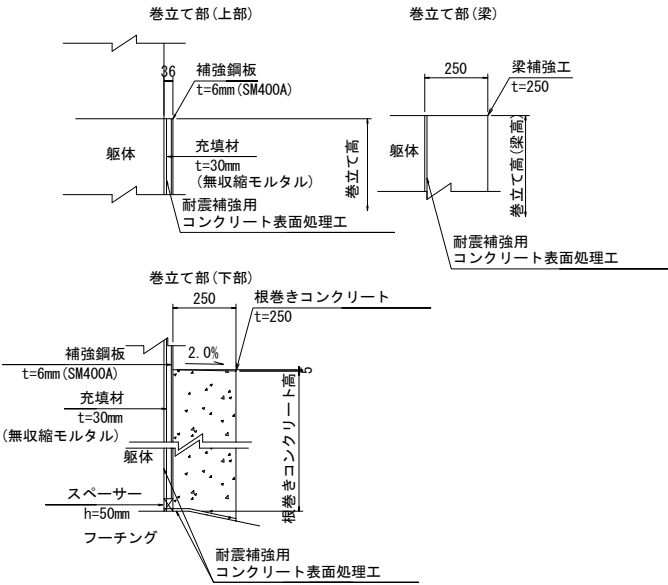 巻立て部(上部)
36
補強鋼板
t=6mm(SM400A)
躯体
充填材
t=30mm
(無収縮モルタル)
巻立て高
耐震補強用
コンクリート表面処理工
巻立て部(梁)
250
梁補強工
t=250
躯体
巻立て高(梁高)
耐震補強用
コンクリート表面処理工
巻立て部(下部)
250
根巻きコンクリート
t=250
補強鋼板
t=6mm(SM400A)
2.0%
5
充填材
t=30mm
(無収縮モルタル)
躯体
根巻きコンクリート高
スペーサー
h=50mm
フーチング
耐震補強用
コンクリート表面処理工